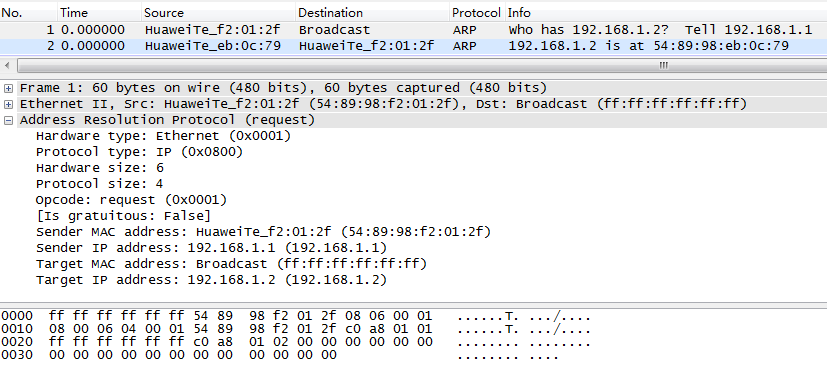 No. Time Source Destination Protocol Info
1 0.000000 HuaweiTe_f2:01:2f Broadcast ARP Who has 192.168.1.2? Tell 192.168.1.1
2 0.000000 HuaweiTe_eb:0c:79 HuaweiTe_f2:01:2f ARP 192.168.1.2 is at 54:89:98:eb:0c:79
Frame 1: 60 bytes on wire (480 bits), 60 bytes captured (480 bits)
Ethernet II, Src: HuaweiTe_f2:01:2f (54:89:98:f2:01:2f), Dst: Broadcast (ff:ff:ff:ff:ff:ff)
Address Resolution Protocol (request)
Hardware type: Ethernet (0x0001)
Protocol type: IP (0x0800)
Hardware size: 6
Protocol size: 4
Opcode: request (0x0001)
[Is gratuitous: False]
Sender MAC address: HuaweiTe_f2:01:2f (54:89:98:f2:01:2f)
Sender IP address: 192.168.1.1 (192.168.1.1)
Target MAC address: Broadcast (ff:ff:ff:ff:ff:ff)
Target IP address: 192.168.1.2 (192.168.1.2)
0000 ff ff ff ff ff ff 54 89 98 f2 01 2f 08 06 00 01 ......T. .../....
0010 08 00 06 04 00 01 54 89 98 f2 01 2f c0 a8 01 01 ......T. .../....
0020 ff ff ff ff ff ff c0 a8 01 02 00 00 00 00 00 00 ........ ........
0030 00 00 00 00 00 00 00 00 00 00 00 00 ........ ....